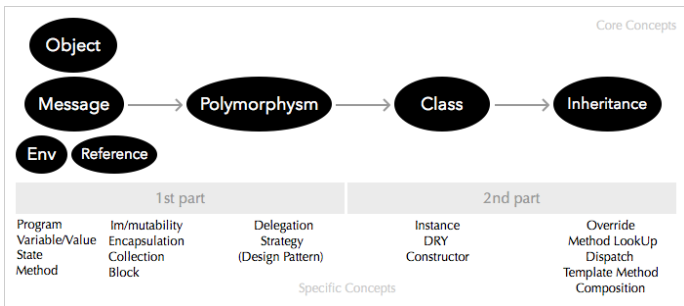 Core Concepts
Object
Message
Polymorphysm
Class
Inheritance
Env
Reference
1st part
2nd part
Program
Variable/Value
State
Method
Im/mutability
Encapsulation
Collection
Block
Delegation
Strategy
(Design Pattern)
Instance
DRY
Constructor
Override
Method LookUp
Dispatch
Template Method
Composition
Specific Concepts